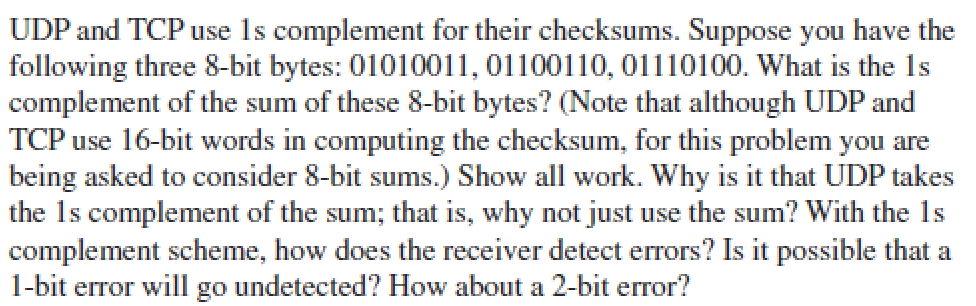 UDP and TCP use 1s complement for their checksums. Suppose you have the
following three 8-bit bytes: 01010011, 01100110, 01110100. What is the 1s
complement of the sum of these 8-bit bytes? (Note that although UDP and
TCP use 16-bit words in computing the checksum, for this problem you are
being asked to consider 8-bit sums.) Show all work. Why is it that UDP takes
the 1s complement of the sum; that is, why not just use the sum? With the 1s
complement scheme, how does the receiver detect errors? Is it possible that a
1-bit error will go undetected? How about a 2-bit error?